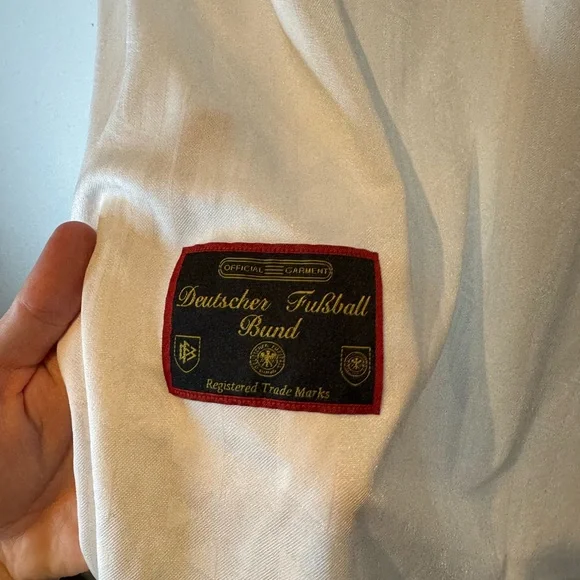 OFFICIAL GARMENT
Deutscher Fußball
Bund
Registered Trade Marks